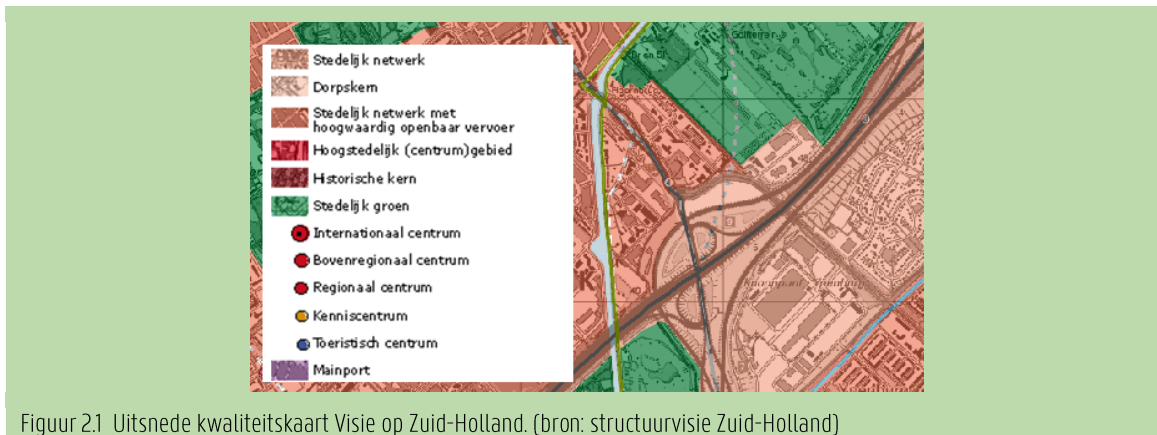 Stedelijk netwerk
Dorpskern
Stedelijk netwerk met
hoogwaardig openbaar vervoer
Hoogstedelijk (centrum)gebied
Historische kern
Stedelijk groen
Internationaal centrum
Bovenregionaal centrum
Regionaal centrum
Kenniscentrum
Toeristisch centrum
Mainport
Figuur 2.1 Uitsnede kwaliteitskaart Visie op Zuid-Holland. (bron: structuurvisie Zuid-Holland)